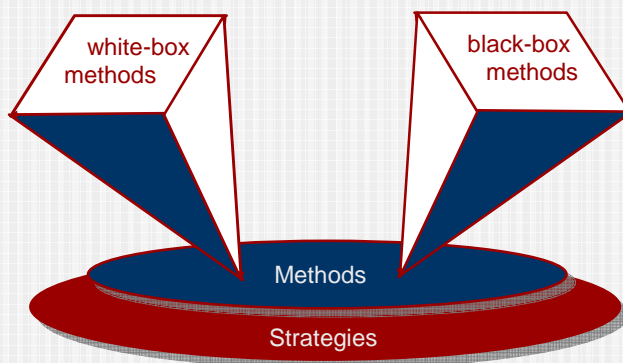 white-box
methods
black-box
methods
Methods
Strategies